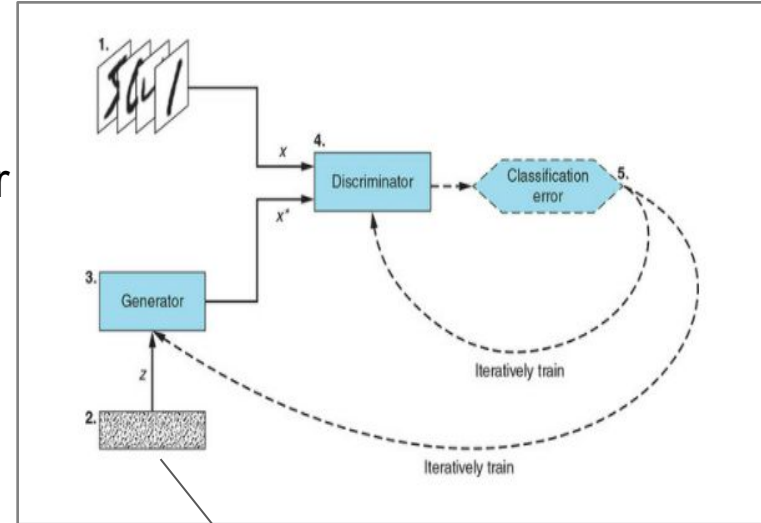 1.
x
4.
Discriminator
Classification
error
5.
r
x*
3.
Generator
z
Iteratively train
2.
Iteratively train